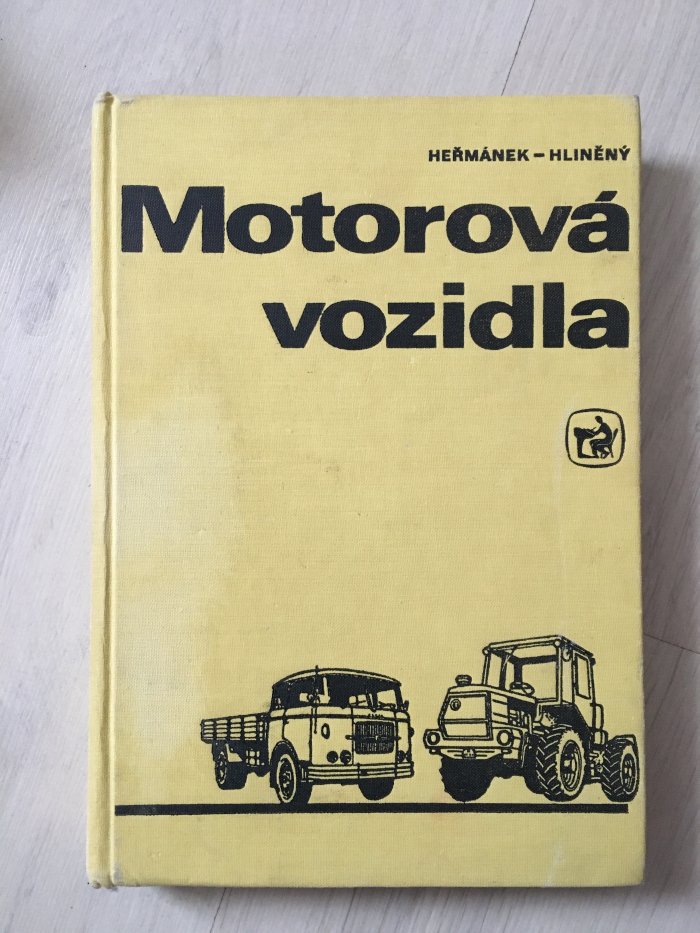 HEŘMÁNEK – HLINĚNÝ
Motorová
vozidla